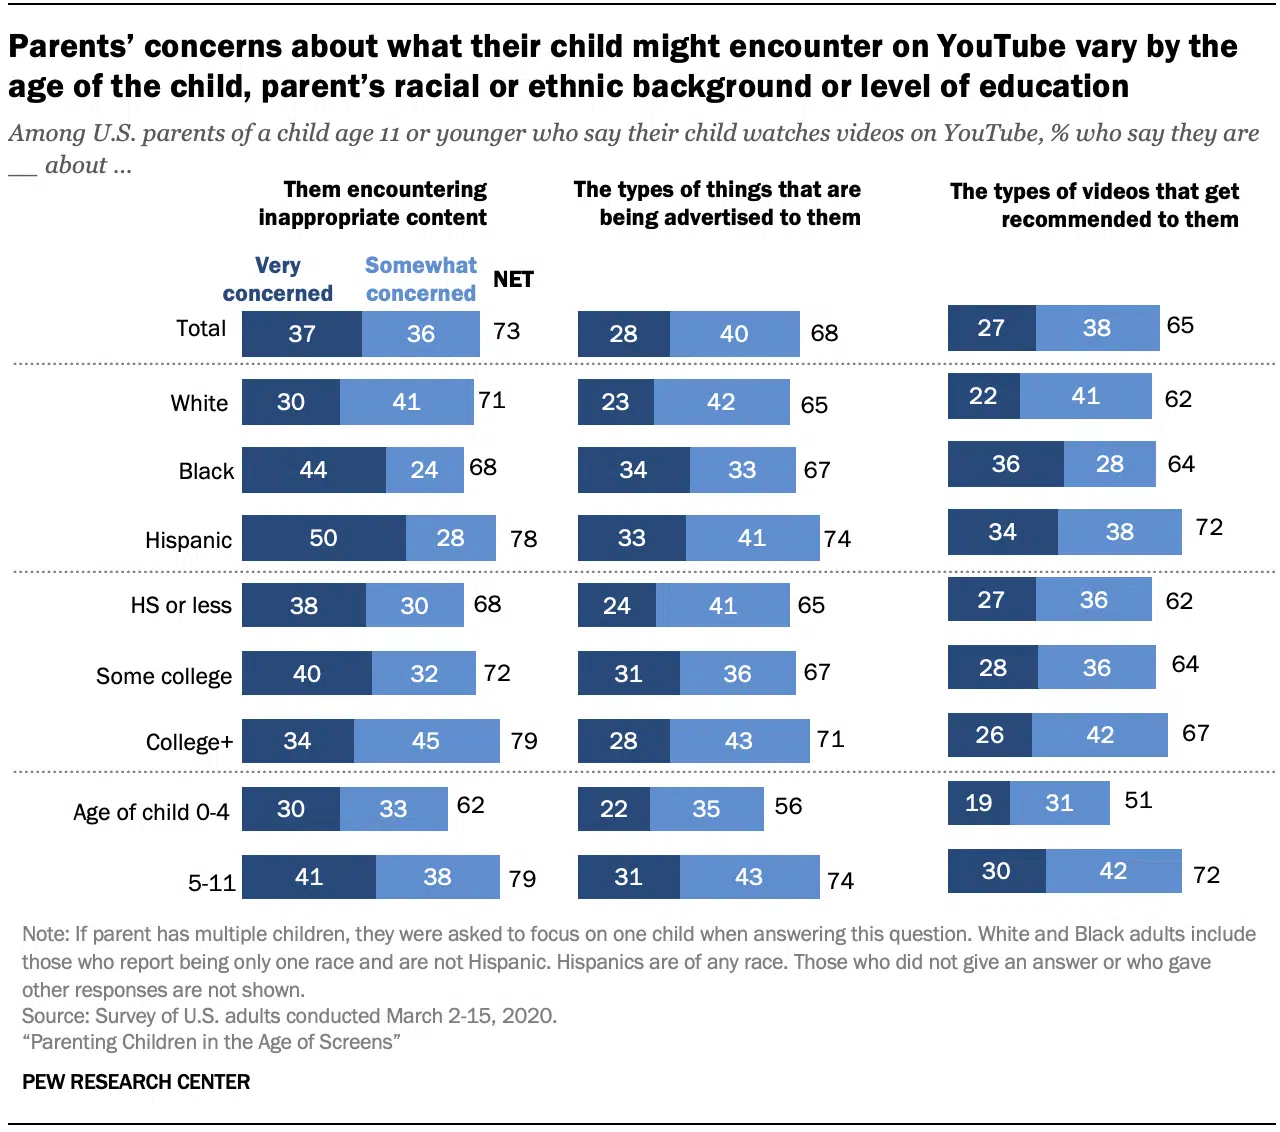 Parents’ concerns about what their child might encounter on YouTube vary by the
age of the child, parent’s racial or ethnic background or level of education
Among U.S. parents of a child age 11 or younger who say their child watches videos on YouTube, % who say they are
__ about ...
Them encountering
inappropriate content
The types of things that are
being advertised to them
The types of videos that get
recommended to them
Very
concerned
Somewhat
concerned
NET
Total 37 36 73 28 40 68 27 38 65
White 30 41 71 23 42 65 22 41 62
Black 44 24 68 34 33 67 36 28 64
Hispanic 50 28 78 33 41 74 34 38 72
HS or less 38 30 68 24 41 65 27 36 62
Some college 40 32 72 31 36 67 28 36 64
College+ 34 45 79 28 43 71 26 42 67
Age of child 0-4 30 33 62 22 35 56 19 31 51
5-11 41 38 79 31 43 74 30 42 72
Note: If parent has multiple children, they were asked to focus on one child when answering this question. White and Black adults include
those who report being only one race and are not Hispanic. Hispanics are of any race. Those who did not give an answer or who gave
other responses are not shown.
Source: Survey of U.S. adults conducted March 2-15, 2020.
“Parenting Children in the Age of Screens”
PEW RESEARCH CENTER